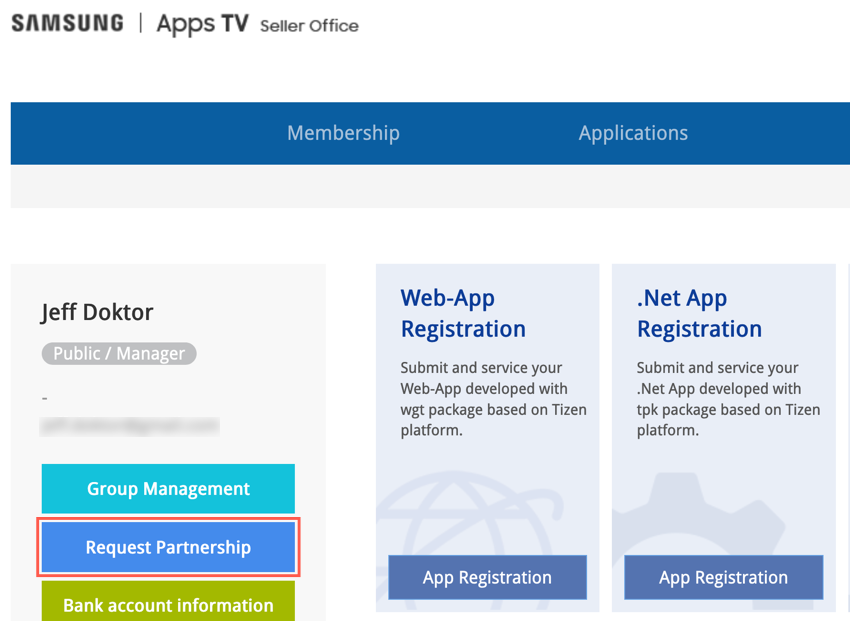 SAMSUNG | Apps TV Seller Office
Membership
Applications
Jeff Doktor
Public / Manager
-
Group Management
Request Partnership
Bank account information
Web-App
Registration
Submit and service your
Web-App developed with
wgt package based on Tizen
platform.
App Registration
.Net App
Registration
Submit and service your
.Net App developed with
tpk package based on Tizen
platform.
App Registration